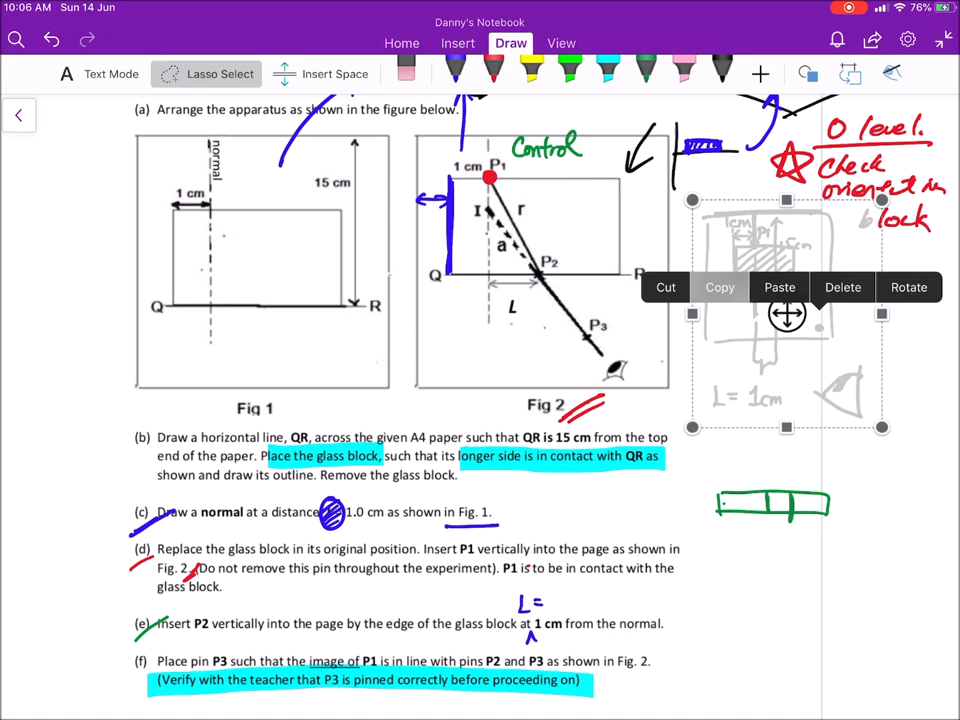 10:06 AM Sun 14 Jun
76%
Danny's Notebook
Home Insert Draw View
A Text Mode Lasso Select Insert Space
(a) Arrange the apparatus as shown in the figure below.
normal
1 cm
15 cm
Q R
Fig 1
Control
1 cm P1
I r
a
P2
Q R
L
P3
Fig 2
O level.
check
orientatn
block
1cm
P1
15cm
L = 1cm
Cut Copy Paste Delete Rotate
(b) Draw a horizontal line, QR, across the given A4 paper such that QR is 15 cm from the top
end of the paper. Place the glass block, such that its longer side is in contact with QR as
shown and draw its outline. Remove the glass block.
(c) Draw a normal at a distance 1.0 cm as shown in Fig. 1.
(d) Replace the glass block in its original position. Insert P1 vertically into the page as shown in
Fig. 2. (Do not remove this pin throughout the experiment). P1 is to be in contact with the
glass block.
L =
(e) Insert P2 vertically into the page by the edge of the glass block at 1 cm from the normal.
(f) Place pin P3 such that the image of P1 is in line with pins P2 and P3 as shown in Fig. 2.
(Verify with the teacher that P3 is pinned correctly before proceeding on)